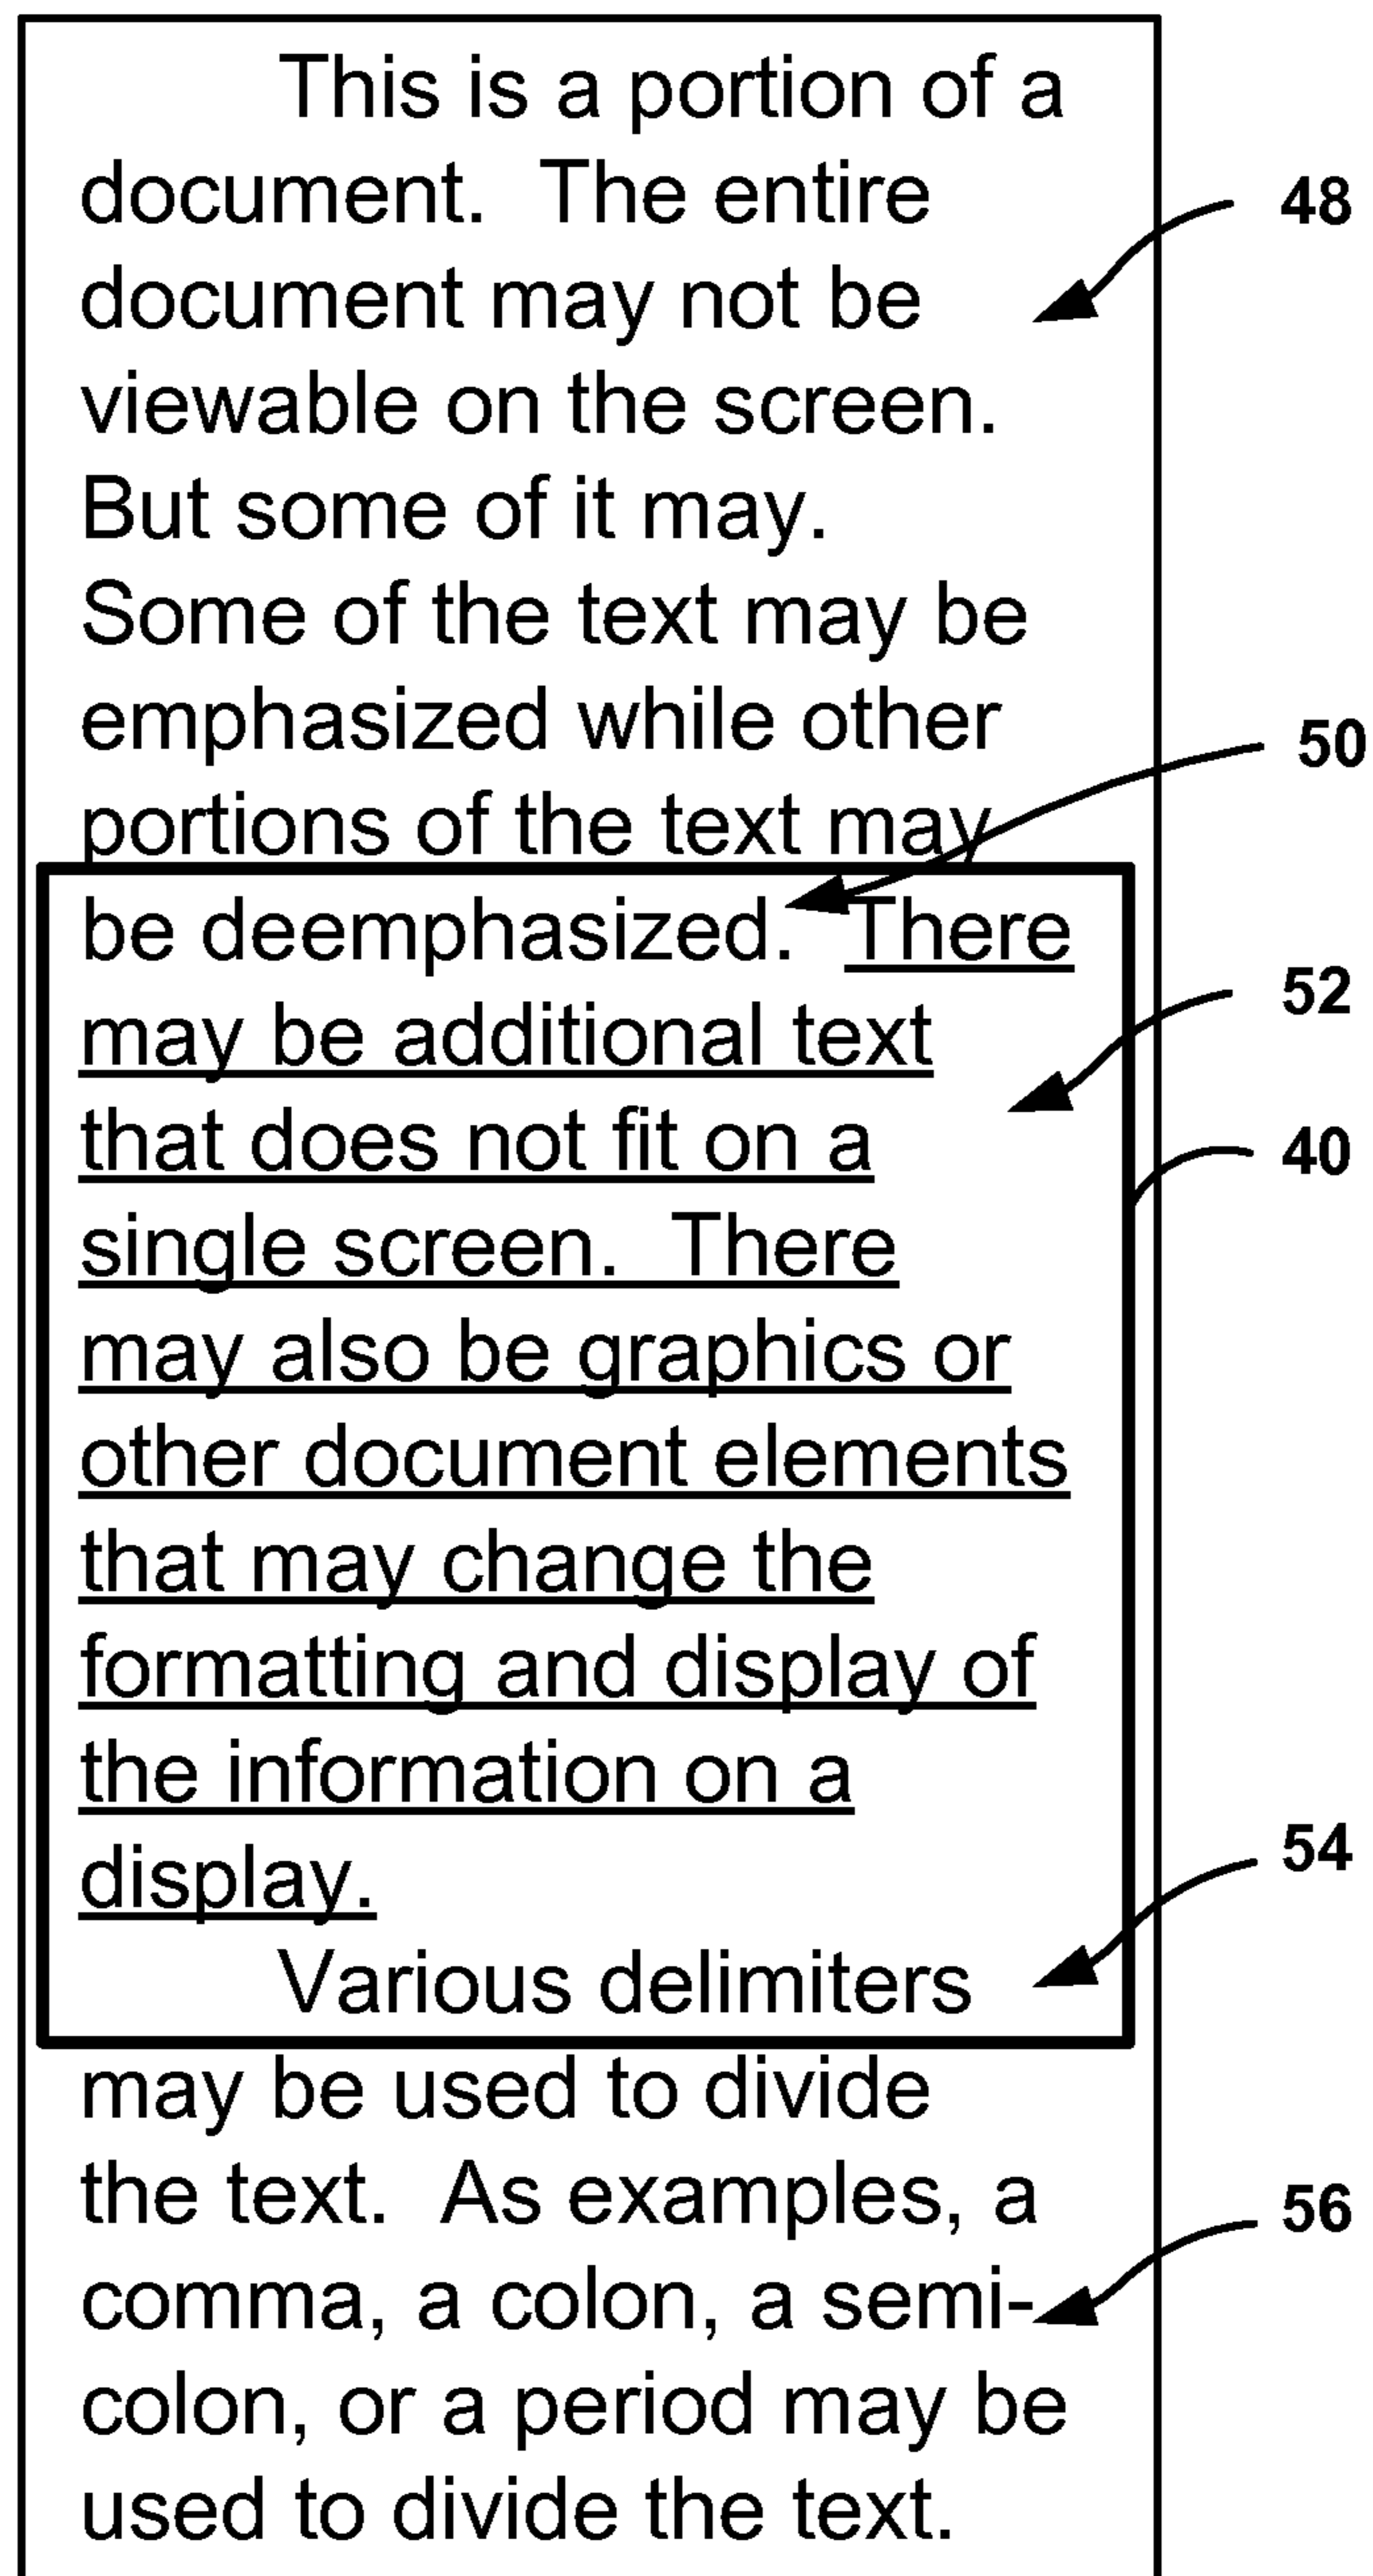 This is a portion of a
document. The entire
48
document may not be
viewable on the screen.
But some of it may.
Some of the text may be
emphasized while other
50
portions of the text may
be deemphasized. There
52
may be additional text
that does not fit on a
40
single screen. There
may also be graphics or
other document elements
that may change the
formatting and display of
the information on a
54
display.
Various delimiters
may be used to divide
the text. As examples, a
56
comma, a colon, a semi-
colon, or a period may be
used to divide the text.